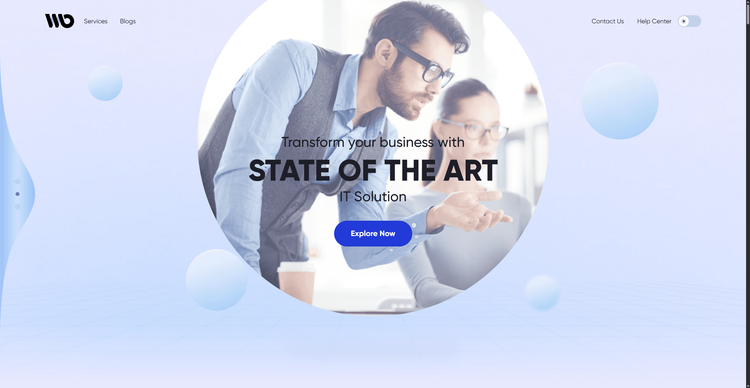 Services
Blogs
Contact Us
Help Center
Transform your business with
STATE OF THE ART
IT Solution
Explore Now